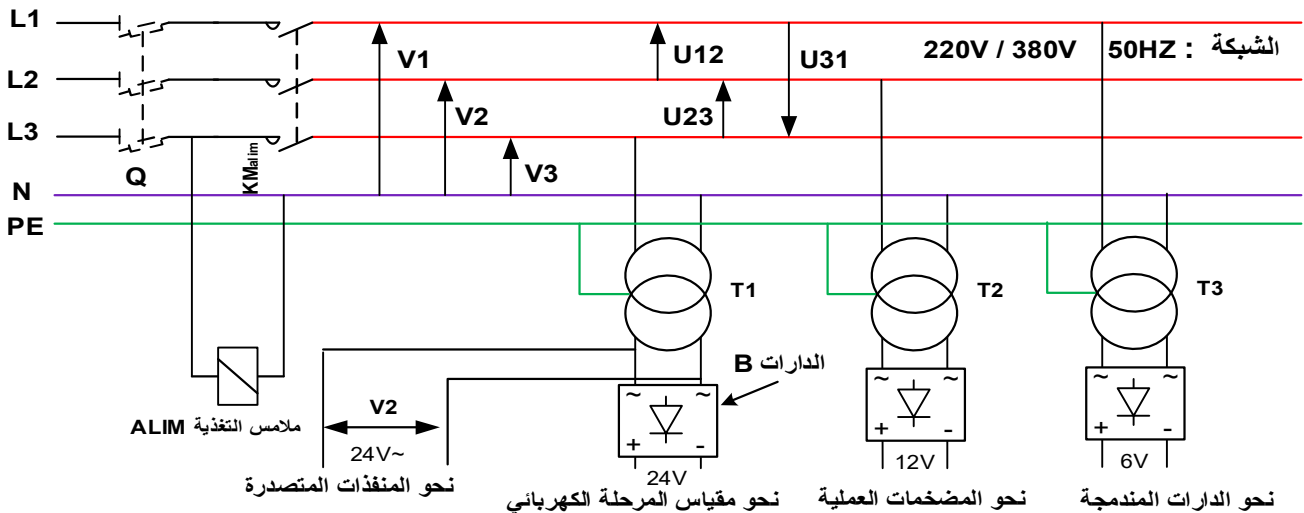 L1
V1
U12
U31
220V / 380V 50HZ : الشبكة
L2
V2
U23
L3
V3
Q
KMalim
N
PE
T1
T2
T3
الدارات B
~ ~
+ -
24V
~ ~
+ -
12V
~ ~
+ -
6V
ملامس التغذية ALIM
V2
24V~
نحو المنفذات المتصدرة
نحو مقياس المرحلة الكهربائي
نحو المضخمات العملية
نحو الدارات المندمجة